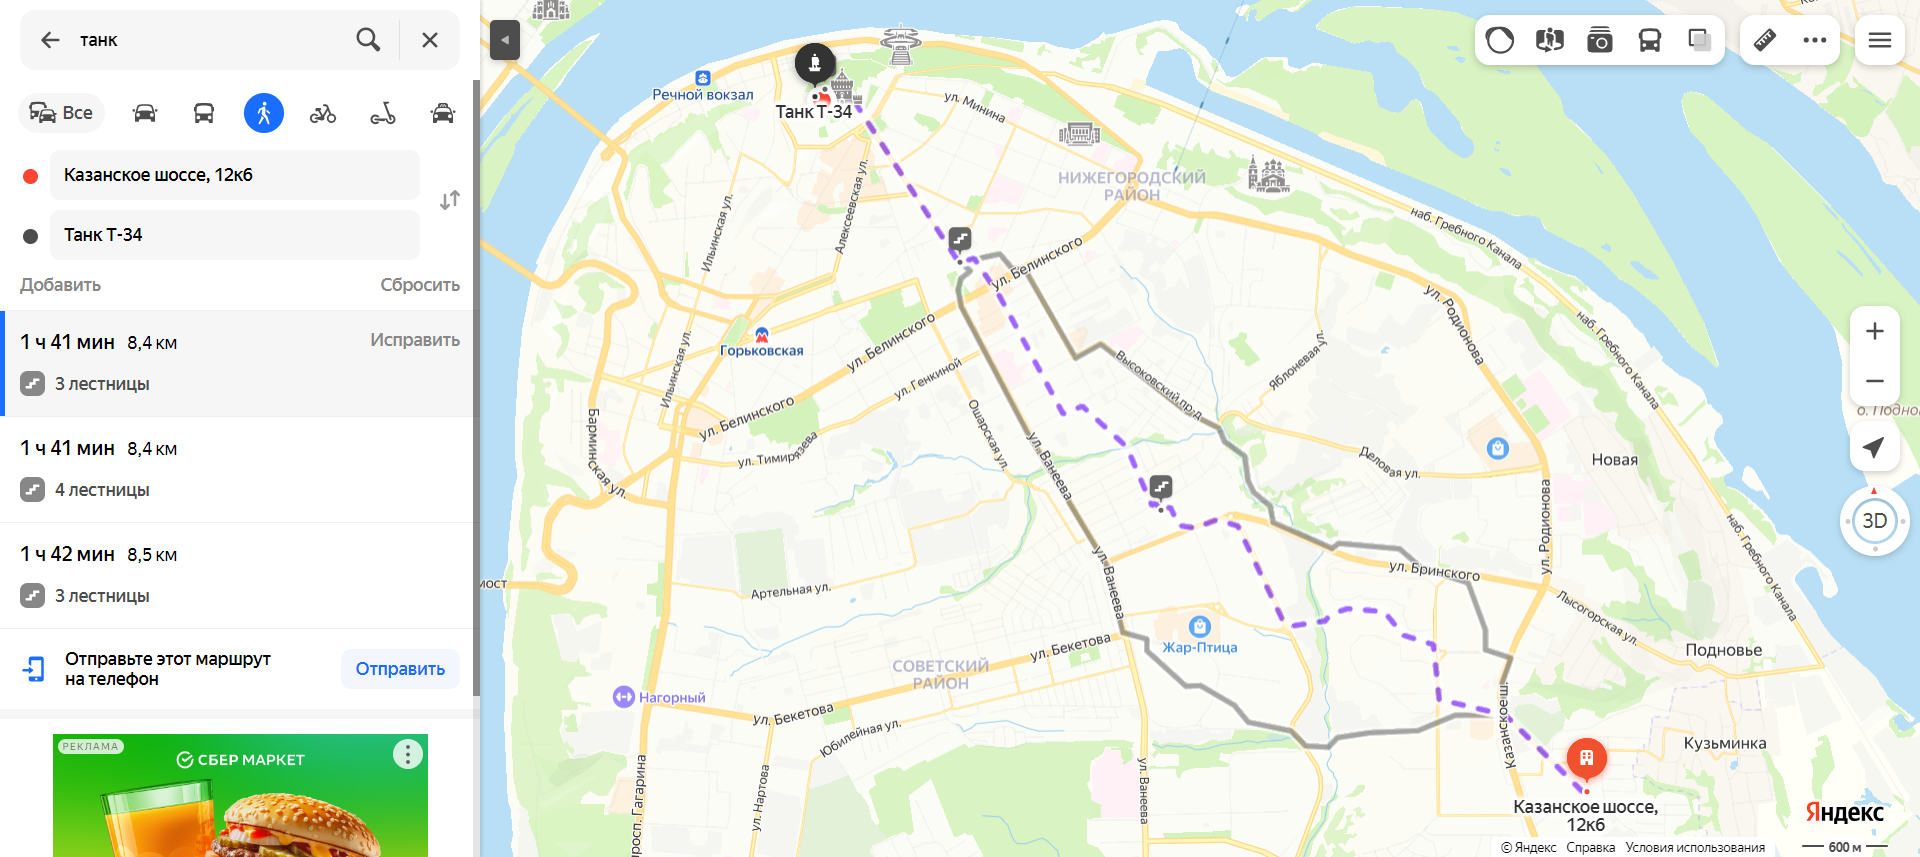 танк
Все
Казанское шоссе, 12к6
Танк Т-34
Добавить
Сбросить
1 ч 41 мин 8,4 км
Исправить
3 лестницы
1 ч 41 мин 8,4 км
4 лестницы
1 ч 42 мин 8,5 км
3 лестницы
Отправьте этот маршрут
на телефон
Отправить
РЕКЛАМА
СБЕР МАРКЕТ
Речной вокзал
Танк Т-34
ул. Минина
НИЖЕГОРОДСКИЙ
РАЙОН
Ильинская ул.
Алексеевская ул.
наб. Гребного Канала
ул. Белинского
ул. Родионова
наб. Гребного Канала
Горьковская
ул. Белинского
Ильинская ул.
ул. Генкиной
Высоковский пр-д
Яблоневая ул.
ул. Белинского
Ошарская ул.
Барминская ул.
ул. Тимирязева
ул. Ванеева
Деловая ул.
Новая
ул. Родионова
наб. Гребного Канала
мост
Артельная ул.
ул. Ванеева
ул. Бринского
Лысогорская ул.
Жар-Птица
ул. Бекетова
СОВЕТСКИЙ
РАЙОН
Подновье
Нагорный
ул. Бекетова
Юбилейная ул.
Казанское ш.
Кузьминка
просп. Гагарина
ул. Нартова
ул. Ванеева
Казанское шоссе,
12к6
о. Подно
3D
Яндекс
© Яндекс Справка Условия использования
600 м